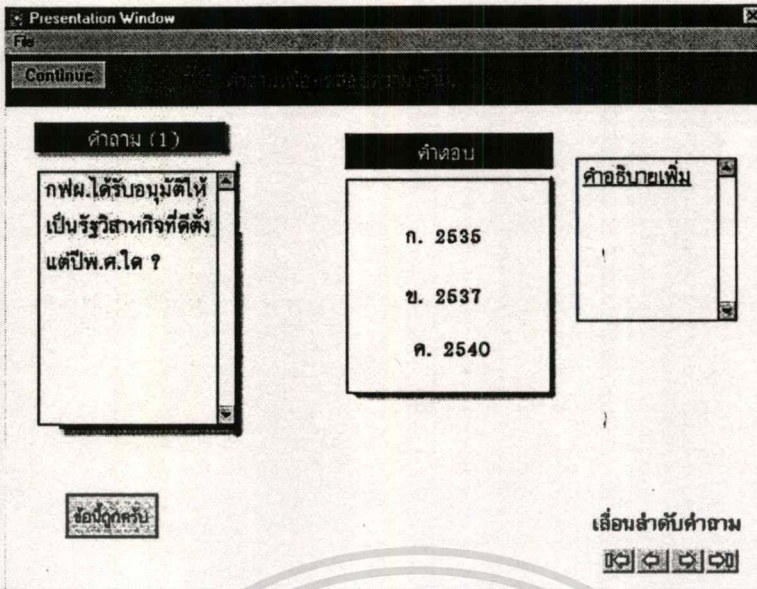 Presentation Window
File
Continue
คำถาม (1)
กฟผ.ได้รับอนุมัติให้
เป็นรัฐวิสาหกิจที่ดีตั้ง
แต่ปีพ.ศ.ใด ?
คำตอบ
ก. 2535
ข. 2537
ค. 2540
คำอธิบายเพิ่ม
ข้อนี้ถูกครับ
เลื่อนลำดับคำถาม